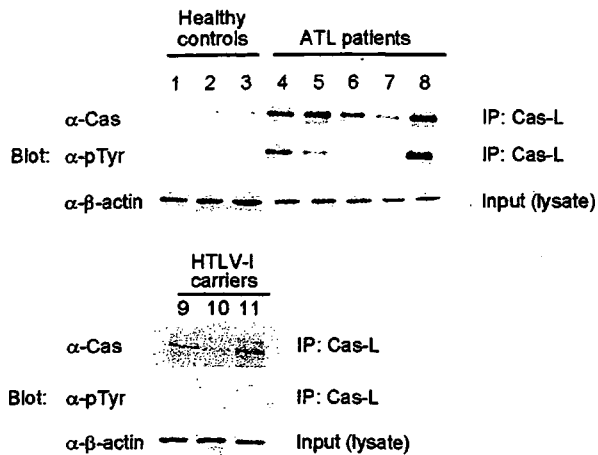 Healthy controls ATL patients
1 2 3 4 5 6 7 8
α-Cas IP: Cas-L
Blot: α-pTyr IP: Cas-L
α-β-actin Input (lysate)
HTLV-I carriers
9 10 11
α-Cas IP: Cas-L
Blot: α-pTyr IP: Cas-L
α-β-actin Input (lysate)